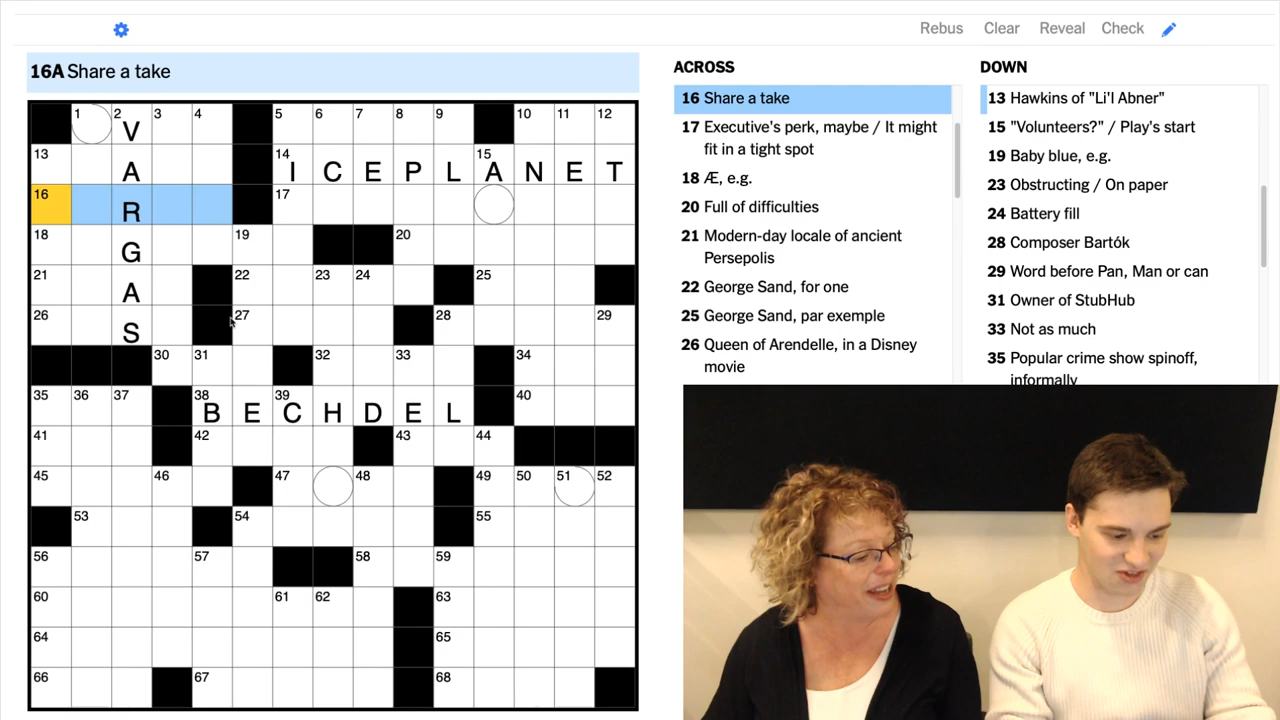 Rebus Clear Reveal Check
16A Share a take
1 2 3 4 5 6 7 8 9 10 11 12
V
13 14 15
A I C E P L A N E T
16 17
R
18 19 20
G
21 22 23 24 25
A
26 27 28 29
S
30 31 32 33 34
35 36 37 38 39 40
B E C H D E L
41 42 43 44
45 46 47 48 49 50 51 52
53 54 55
56 57 58 59
60 61 62 63
64 65
66 67 68
ACROSS
16 Share a take
17 Executive's perk, maybe / It might
fit in a tight spot
18 Æ, e.g.
20 Full of difficulties
21 Modern-day locale of ancient
Persepolis
22 George Sand, for one
25 George Sand, par exemple
26 Queen of Arendelle, in a Disney
movie
DOWN
13 Hawkins of "Li'l Abner"
15 "Volunteers?" / Play's start
19 Baby blue, e.g.
23 Obstructing / On paper
24 Battery fill
28 Composer Bartók
29 Word before Pan, Man or can
31 Owner of StubHub
33 Not as much
35 Popular crime show spinoff,
informally